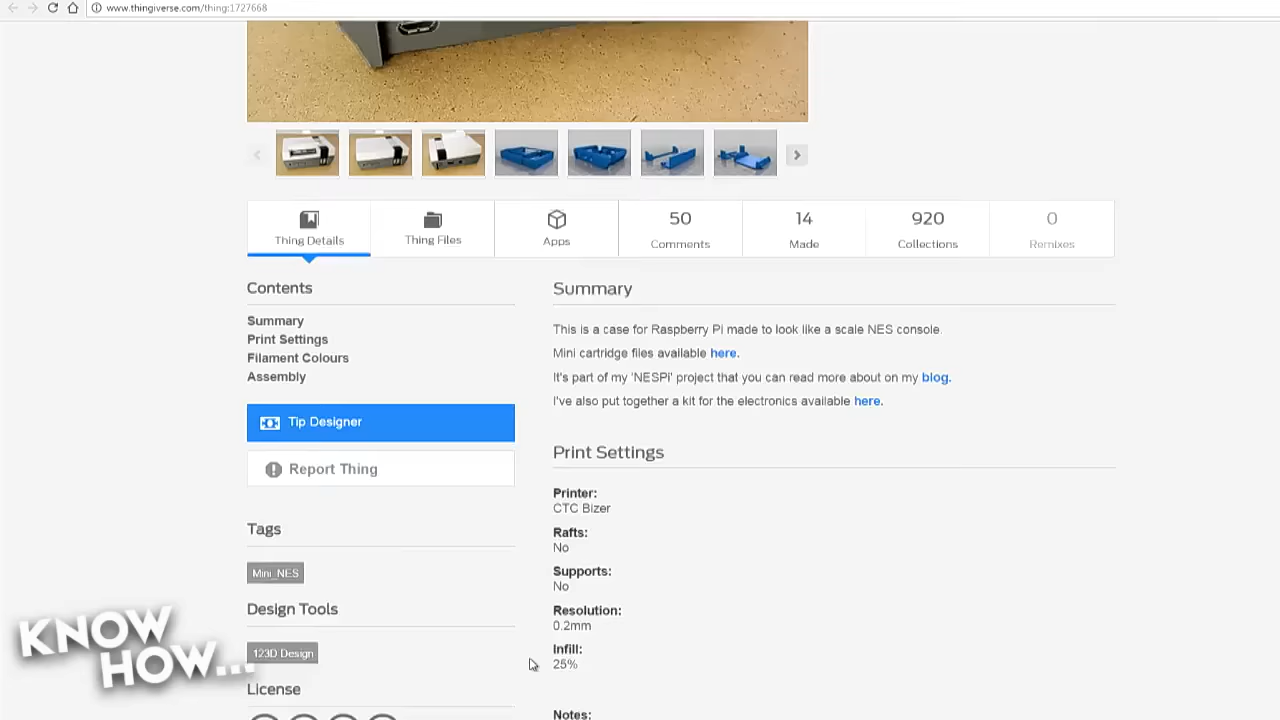 www.thingiverse.com/thing:1727668
Thing Details
Thing Files
Apps
50
Comments
14
Made
920
Collections
0
Remixes
Contents
Summary
Print Settings
Filament Colours
Assembly
Tip Designer
Report Thing
Tags
Mini_NES
Design Tools
123D Design
License
Summary
This is a case for Raspberry Pi made to look like a scale NES console.
Mini cartridge files available here.
It's part of my 'NESPi' project that you can read more about on my blog.
I've also put together a kit for the electronics available here.
Print Settings
Printer:
CTC Bizer
Rafts:
No
Supports:
No
Resolution:
0.2mm
Infill:
25%
Notes:
KNOW
HOW...